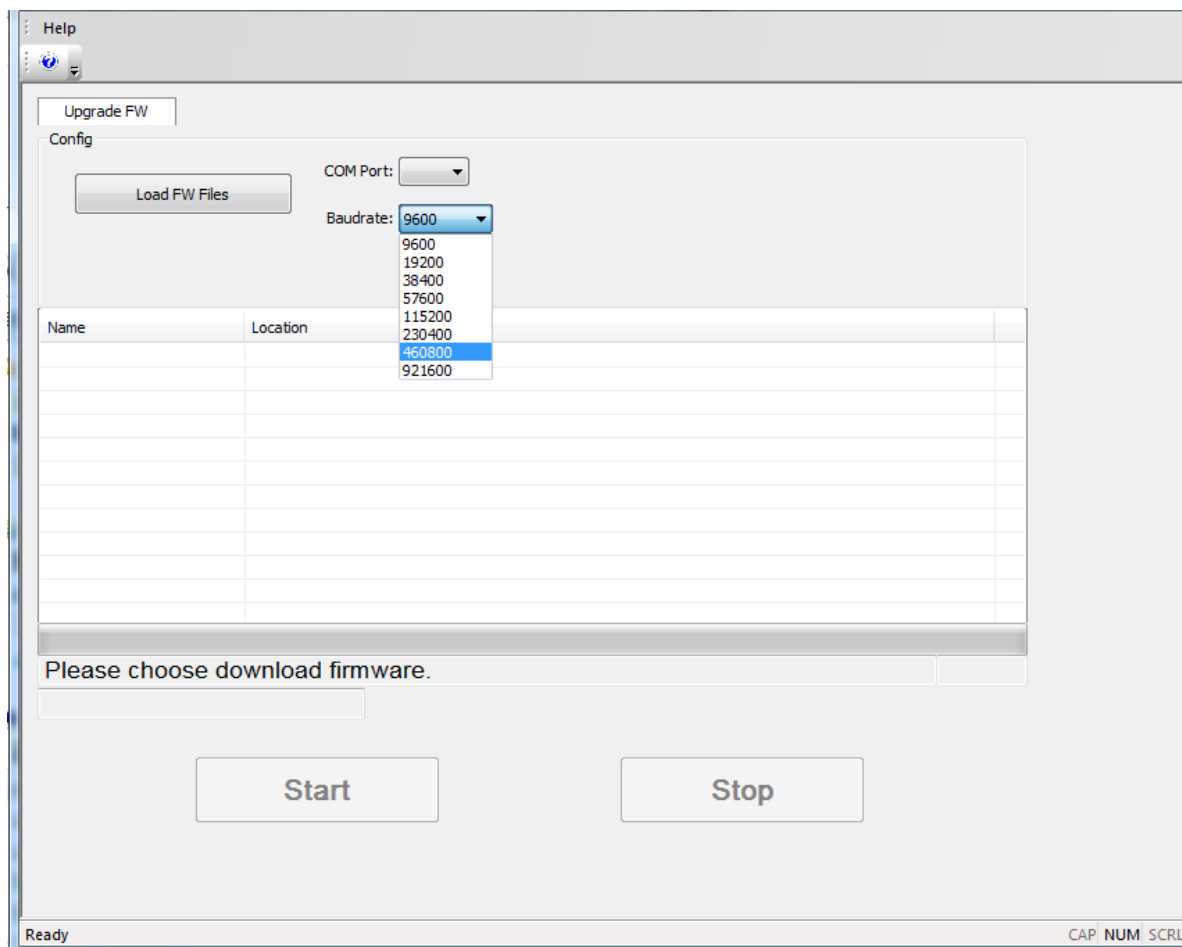 Help
Upgrade FW
Config
Load FW Files
COM Port:
Baudrate: 9600
9600
19200
38400
57600
115200
230400
460800
921600
Name Location
Please choose download firmware.
Start Stop
Ready CAP NUM SCRL